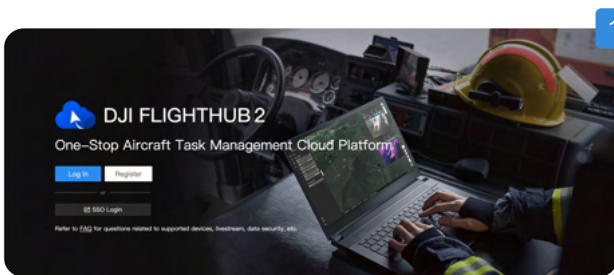 DJI FLIGHTHUB 2
One-Stop Aircraft Task Management Cloud Platform
Log In Register
or
SSO Login
Refer to FAQ for questions related to supported devices, livestream, data security, etc.